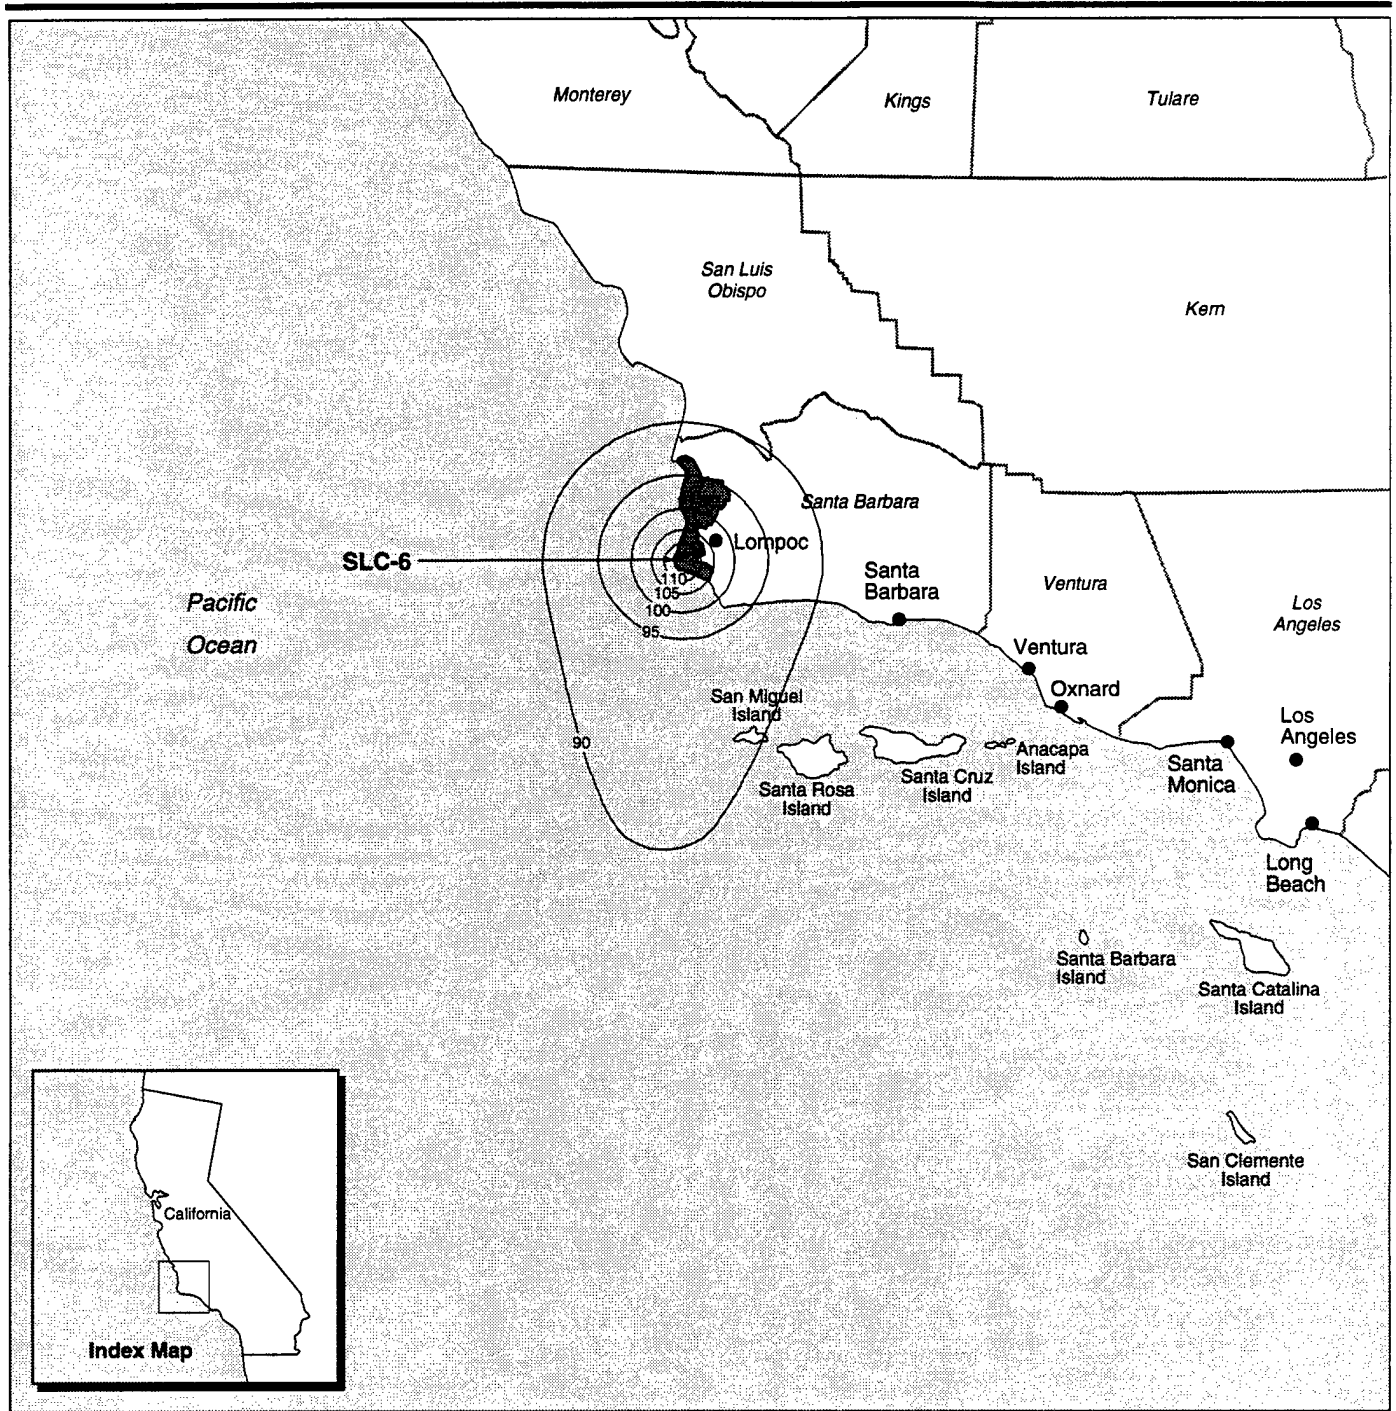 Monterey
Kings
Tulare
San Luis
Obispo
Kern
Santa Barbara
Lompoc
SLC-6
110
105
100
95
90
Pacific
Ocean
Santa
Barbara
Ventura
Los
Angeles
Ventura
Oxnard
San Miguel
Island
Los
Angeles
Anacapa
Island
Santa
Monica
Santa Cruz
Island
Santa Rosa
Island
Long
Beach
Santa Barbara
Island
Santa Catalina
Island
San Clemente
Island
California
Index Map